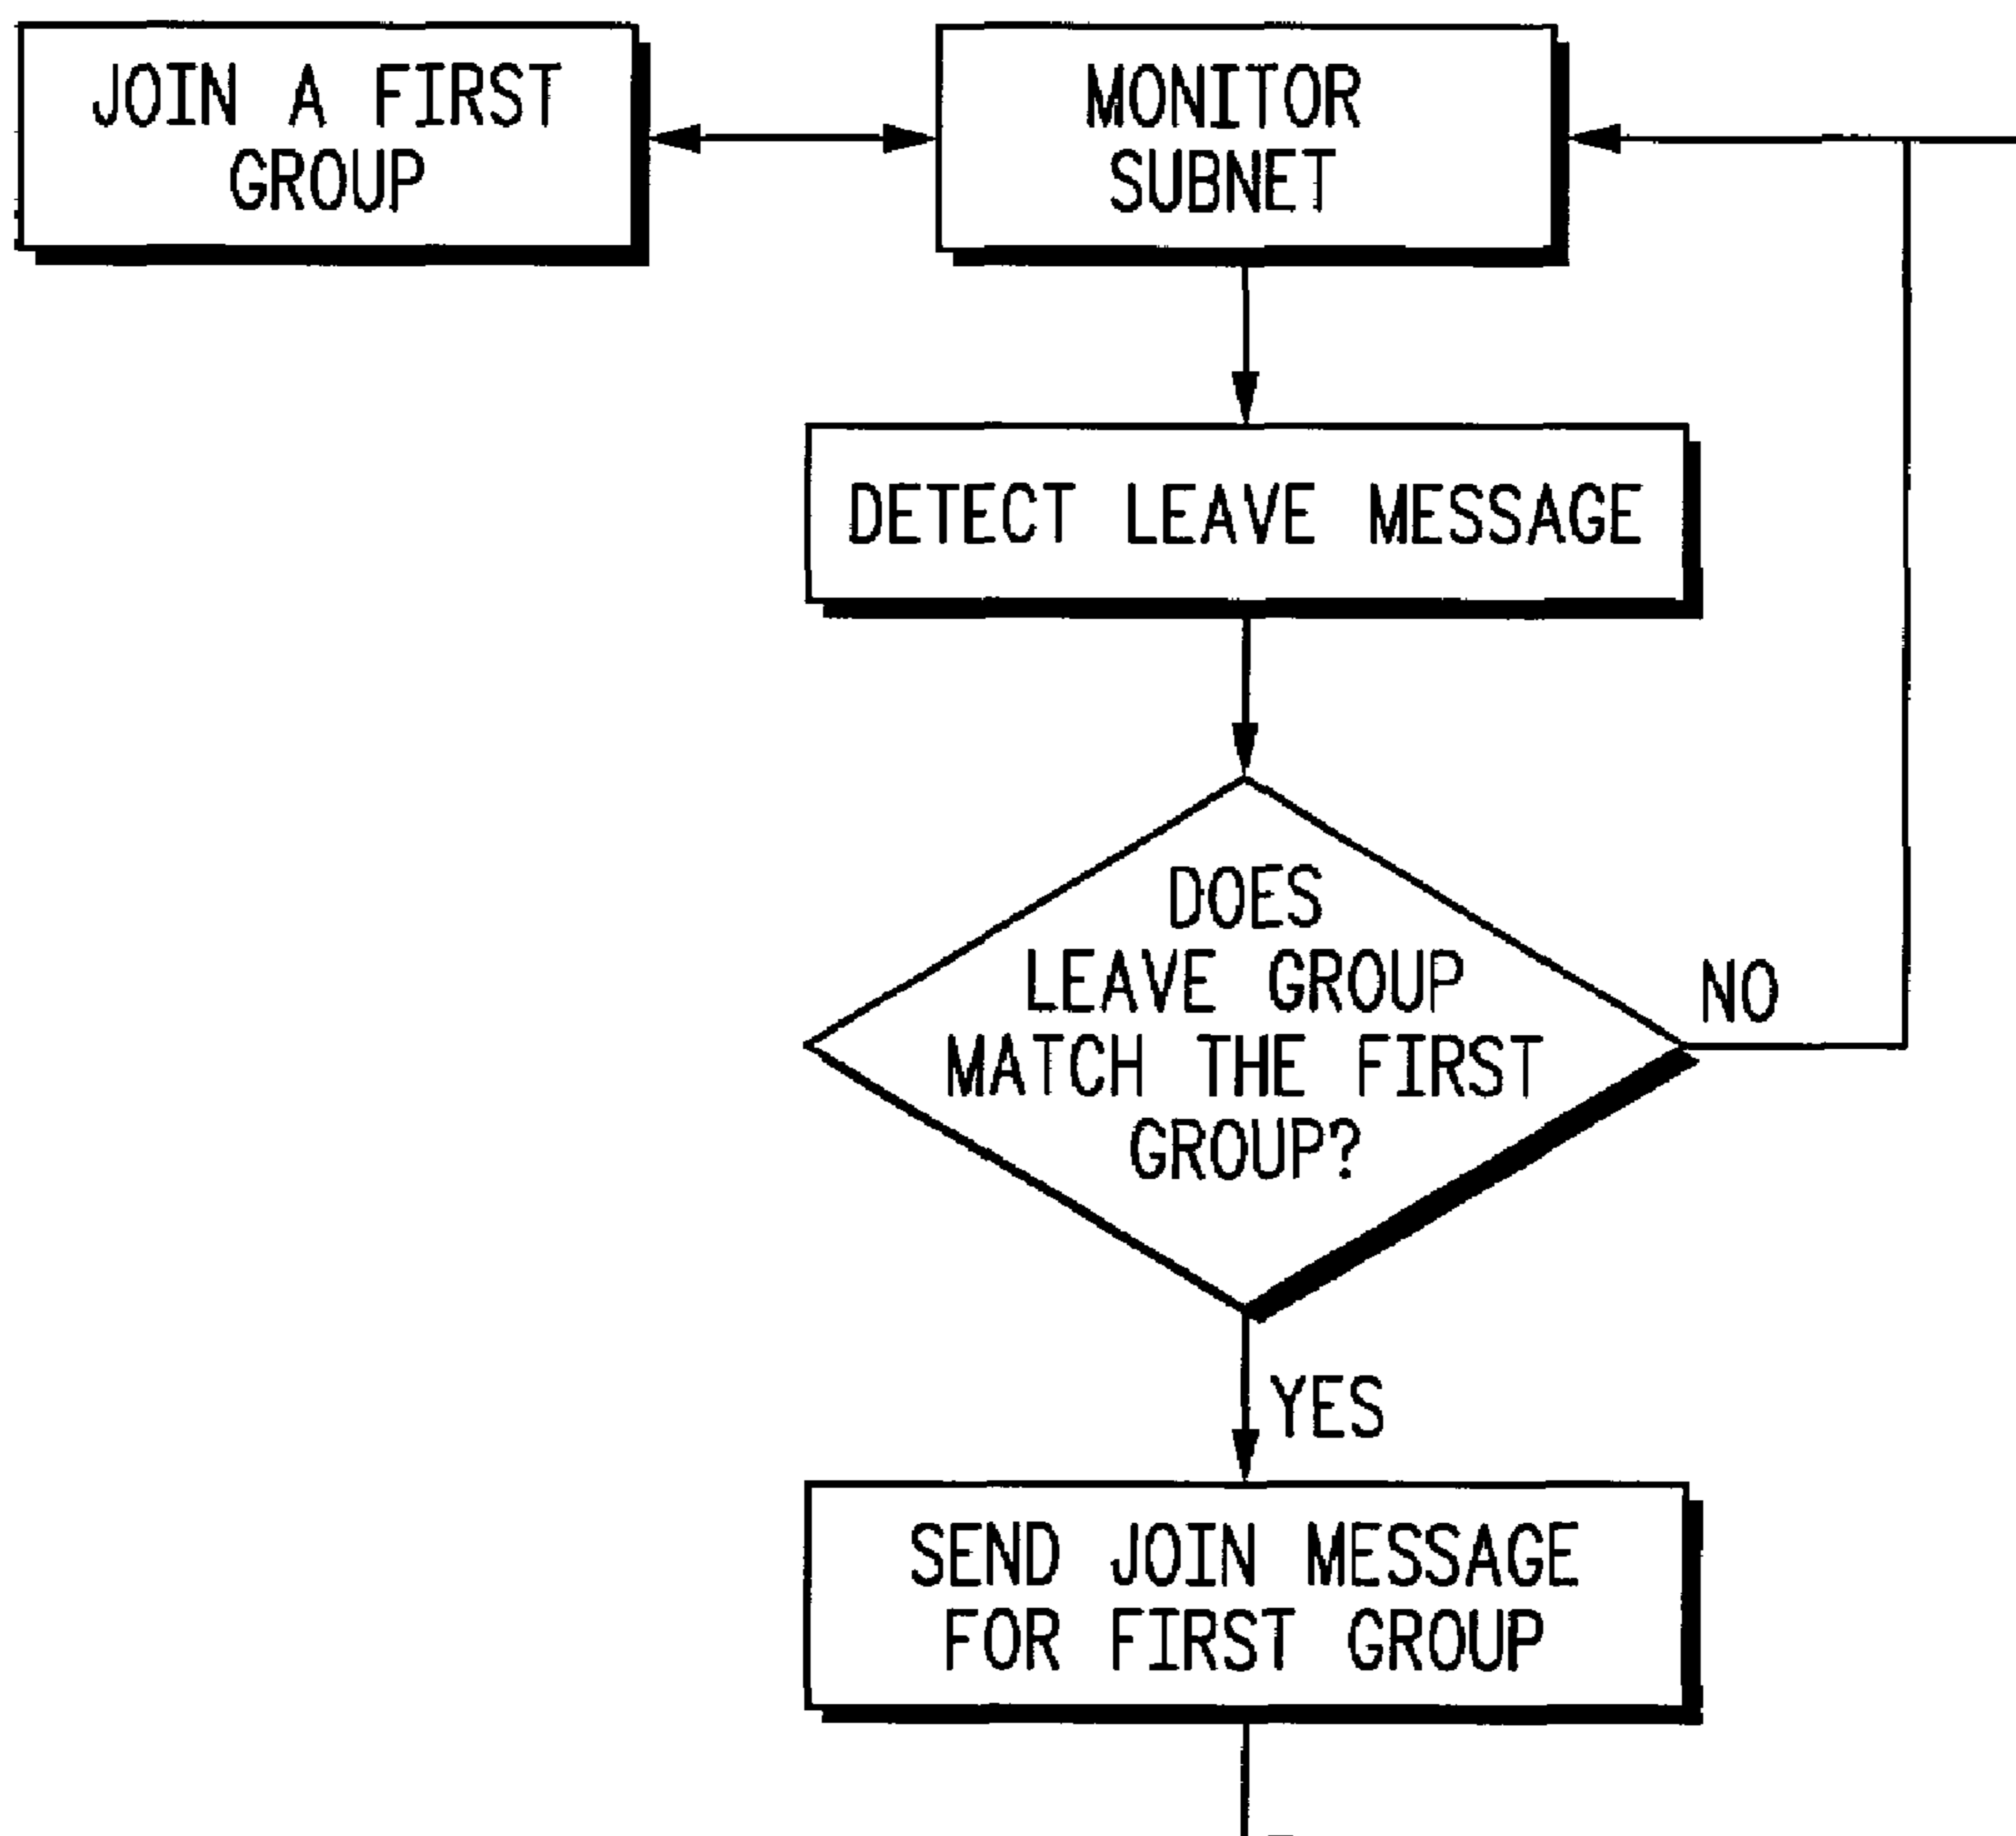 JOIN A FIRST
GROUP
MONITOR
SUBNET
DETECT LEAVE MESSAGE
DOES
LEAVE GROUP
MATCH THE FIRST
GROUP?
NO
YES
SEND JOIN MESSAGE
FOR FIRST GROUP